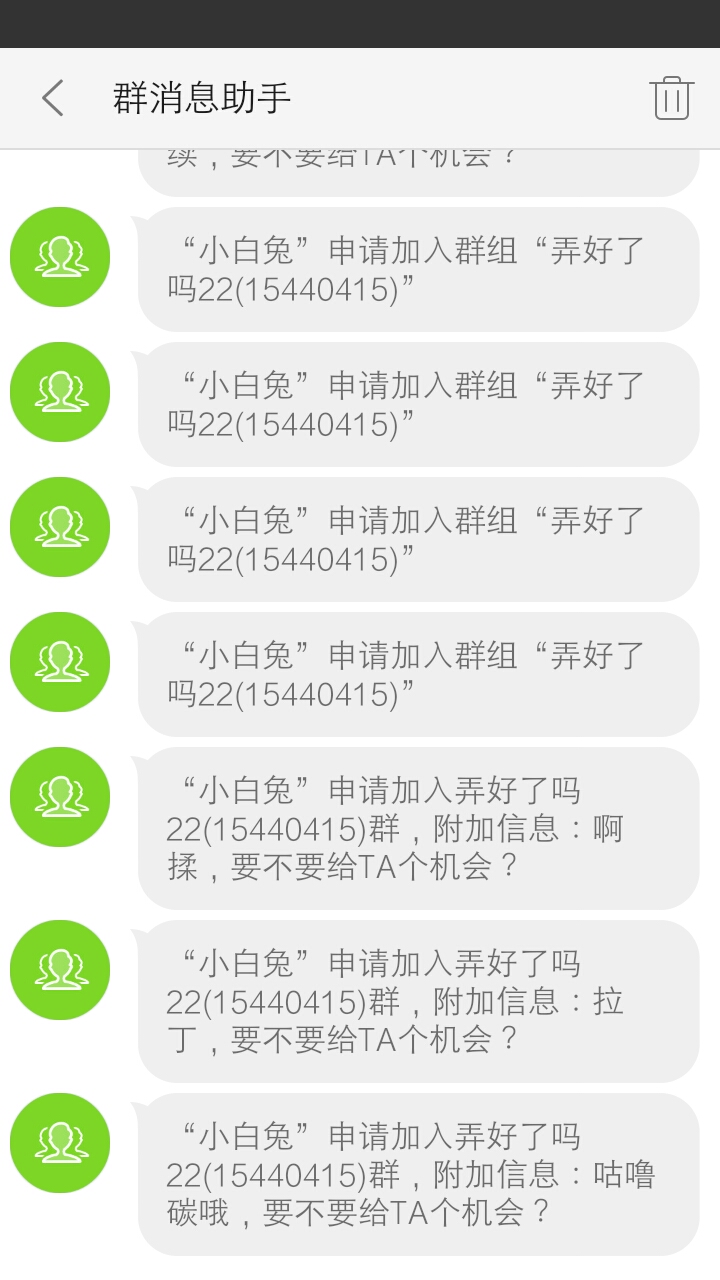 群消息助手
续，要不要给TA个机会？
“小白兔”申请加入群组“弄好了
吗22(15440415)”
“小白兔”申请加入群组“弄好了
吗22(15440415)”
“小白兔”申请加入群组“弄好了
吗22(15440415)”
“小白兔”申请加入群组“弄好了
吗22(15440415)”
“小白兔”申请加入弄好了吗
22(15440415)群，附加信息：啊
揉，要不要给TA个机会？
“小白兔”申请加入弄好了吗
22(15440415)群，附加信息：拉
丁，要不要给TA个机会？
“小白兔”申请加入弄好了吗
22(15440415)群，附加信息：咕噜
碳哦，要不要给TA个机会？